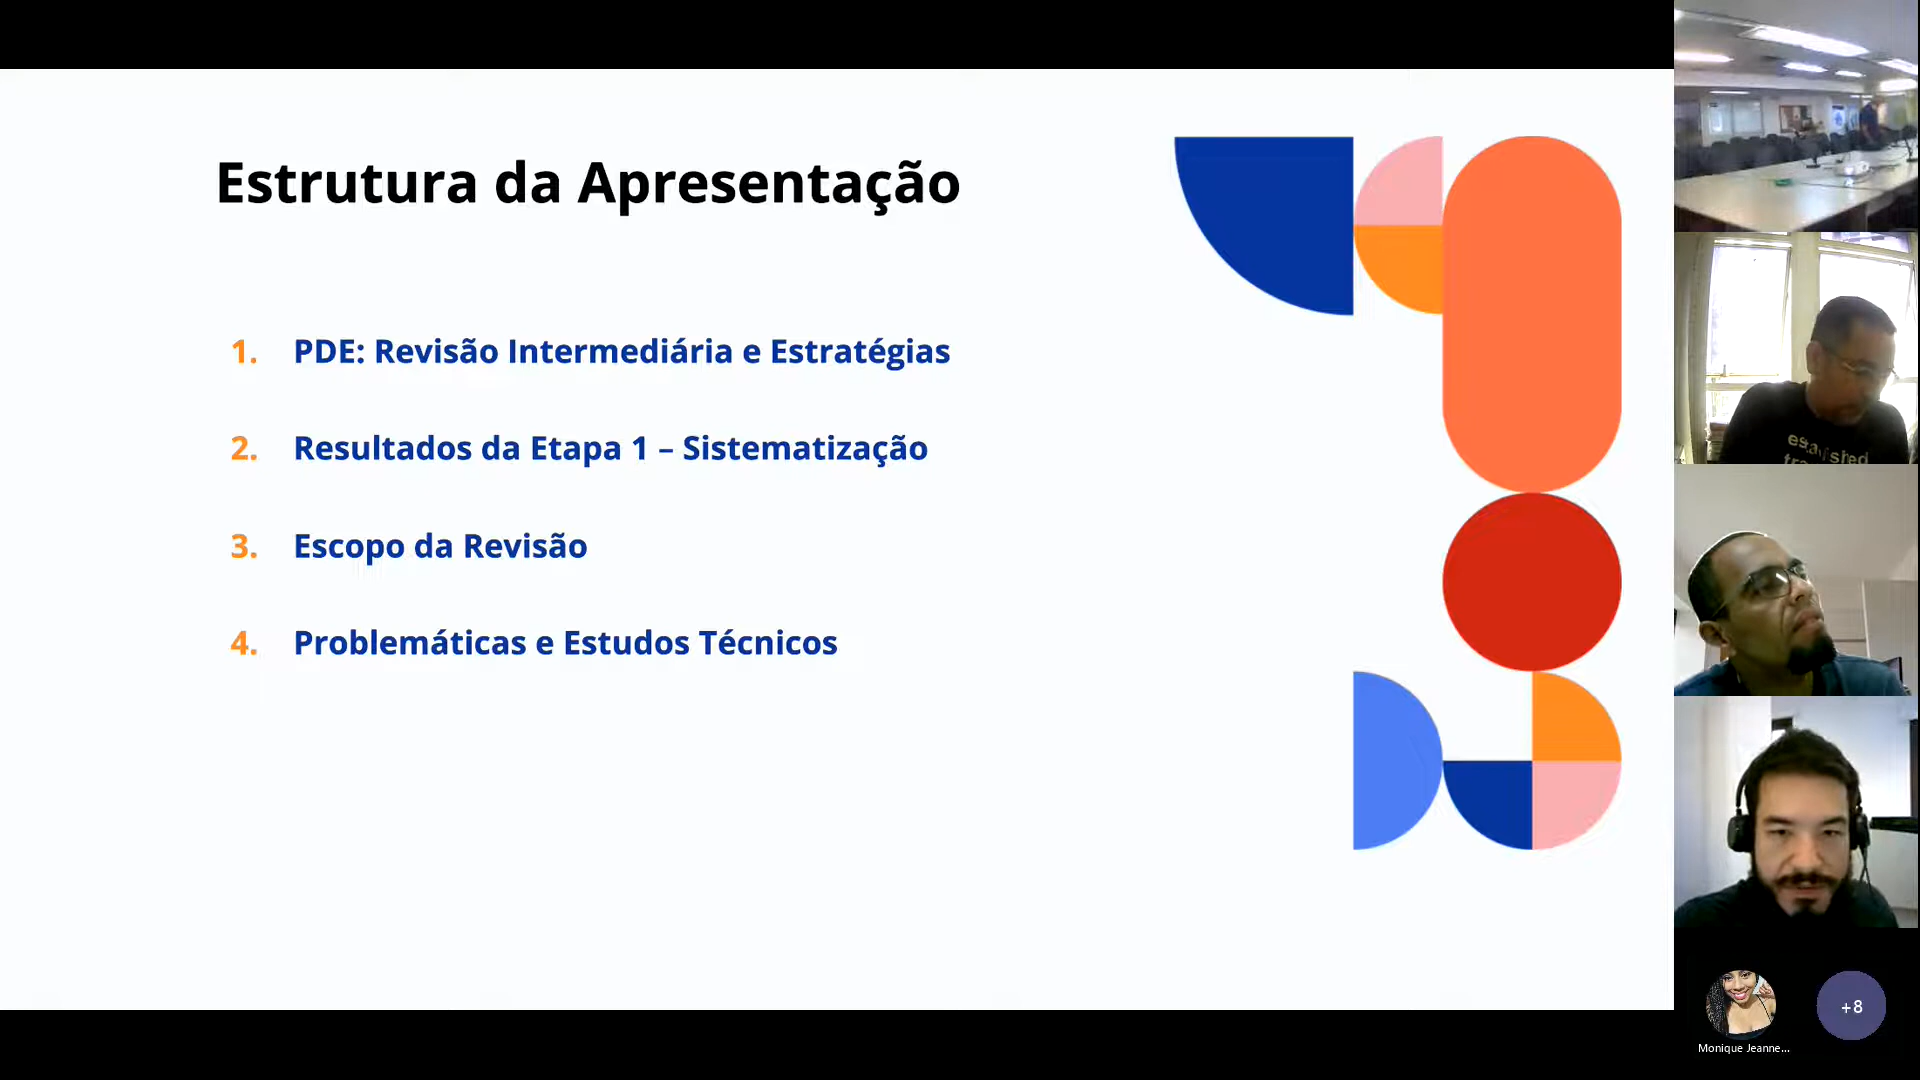 Estrutura da Apresentação
1. PDE: Revisão Intermediária e Estratégias
2. Resultados da Etapa 1 – Sistematização
3. Escopo da Revisão
4. Problemáticas e Estudos Técnicos
established
+8
Monique Jeanne...